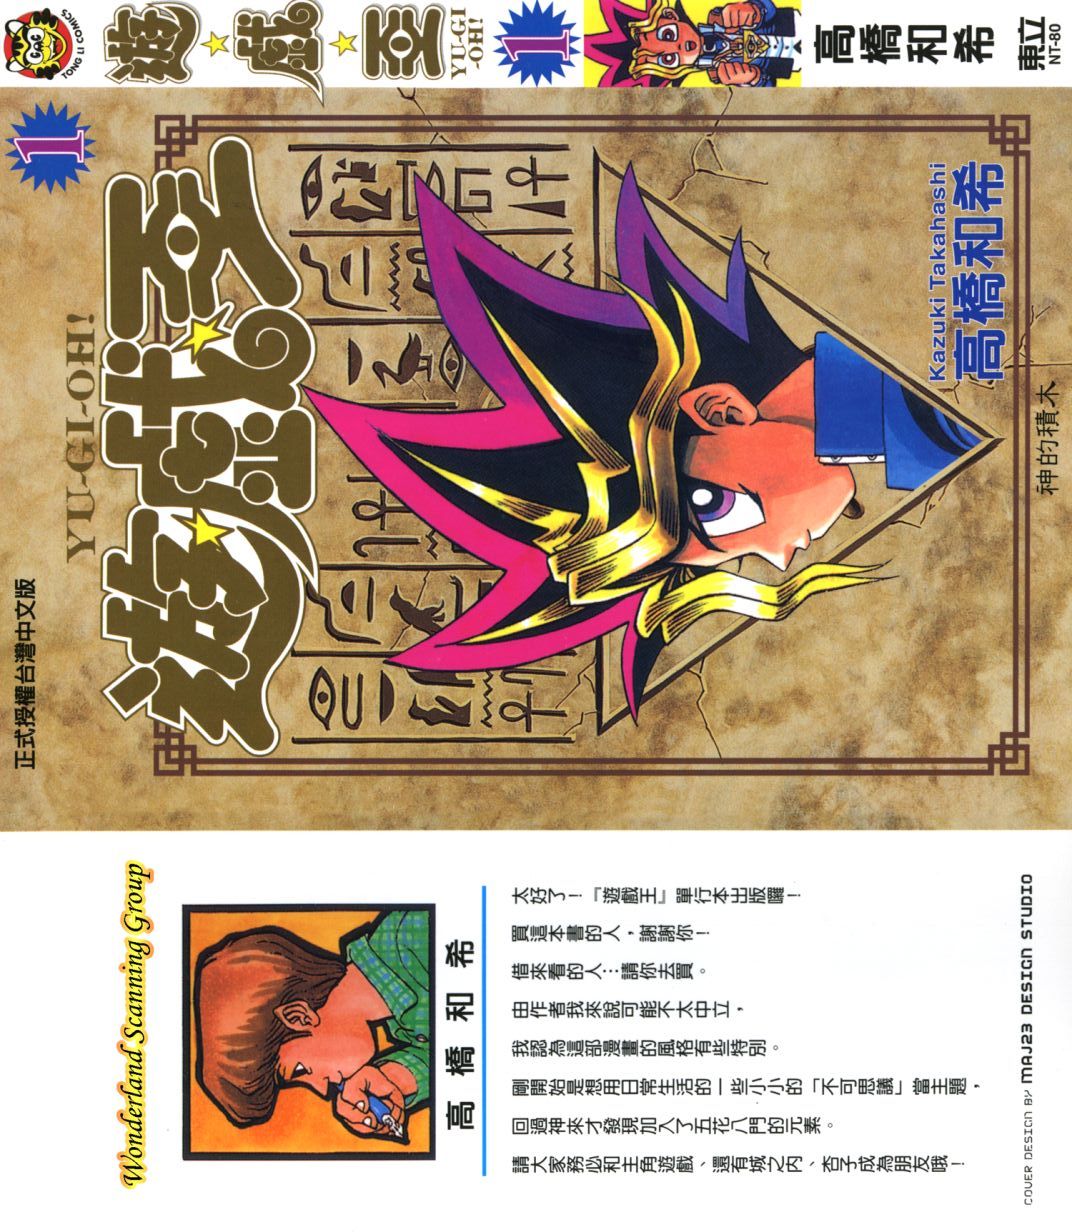 TONG LI COMICS
遊戲王
YU-GI-OH!
1
高橋和希
東立
NT-80
1
正式授權台灣中文版
YU-GI-OH!
遊戲王
Kazuki Takahashi
高橋和希
神的積木
Wonderland Scanning Group
高橋和希
太好了！『遊戲王』單行本出版囉！
買這本書的人，謝謝你！
借來看的人…請你去買。
由作者我來說可能不太中立，
我認為這部漫畫的風格有些特別。
剛開始是想用日常生活的一些小小的「不可思議」當主題，
回過神來才發現加入了五花八門的元素。
請大家務必和主角遊戲、還有城之內、杏子成為朋友哦！
COVER DESIGN BY MAJ23 DESIGN STUDIO